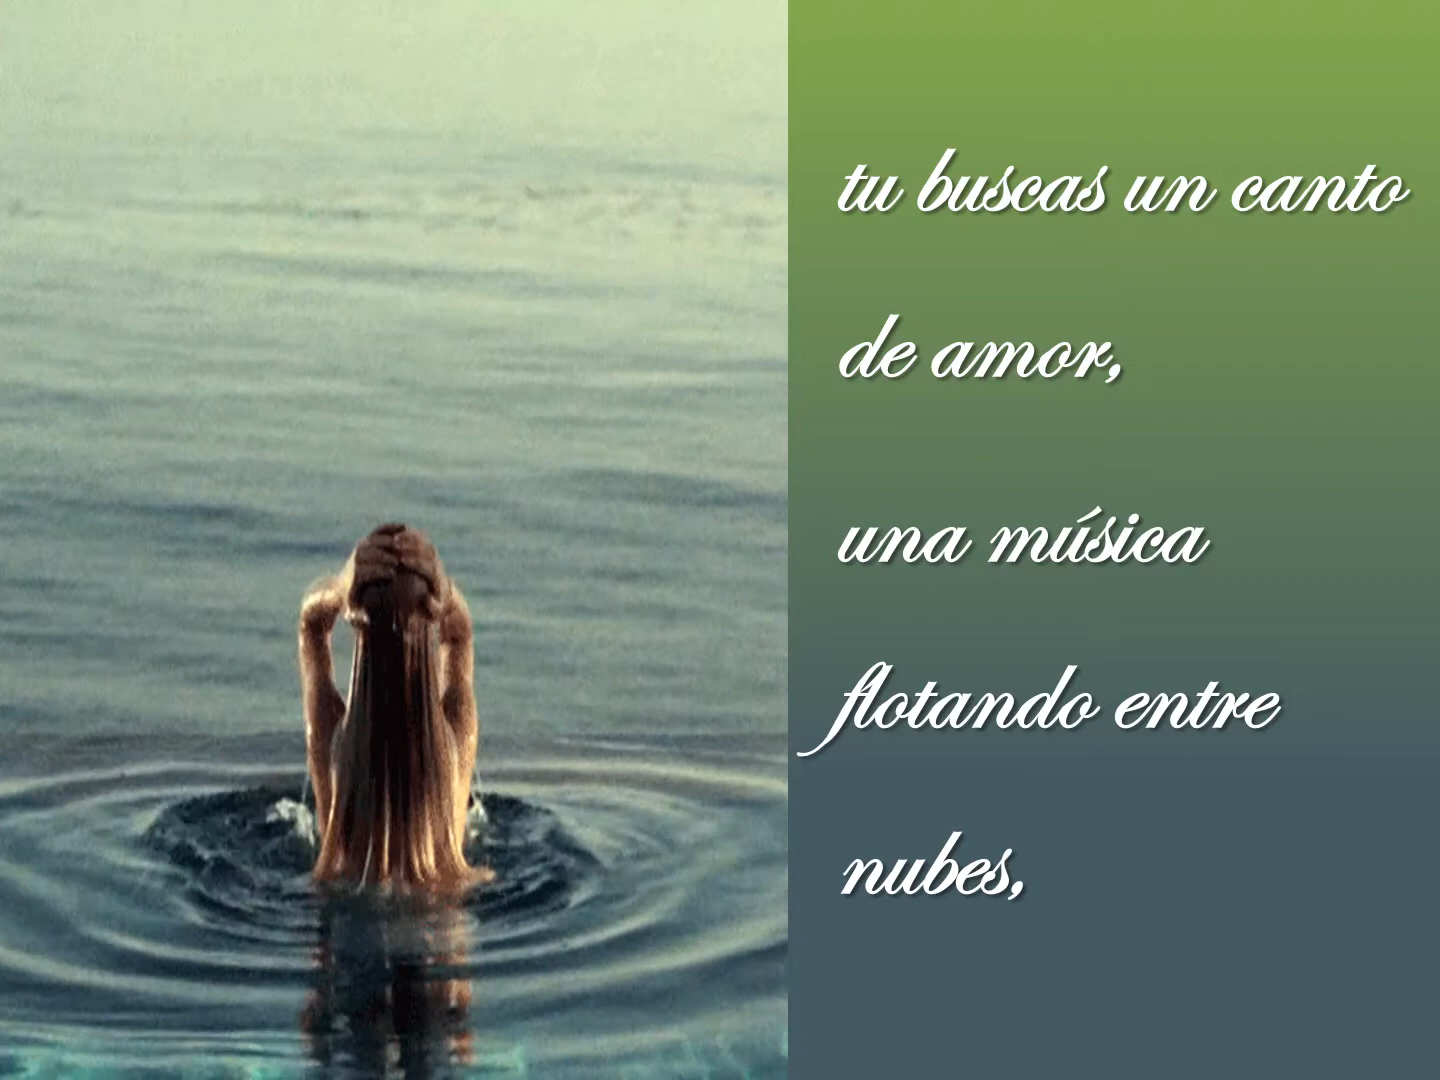 tu buscas un canto
de amor,
una música
flotando entre
nubes,